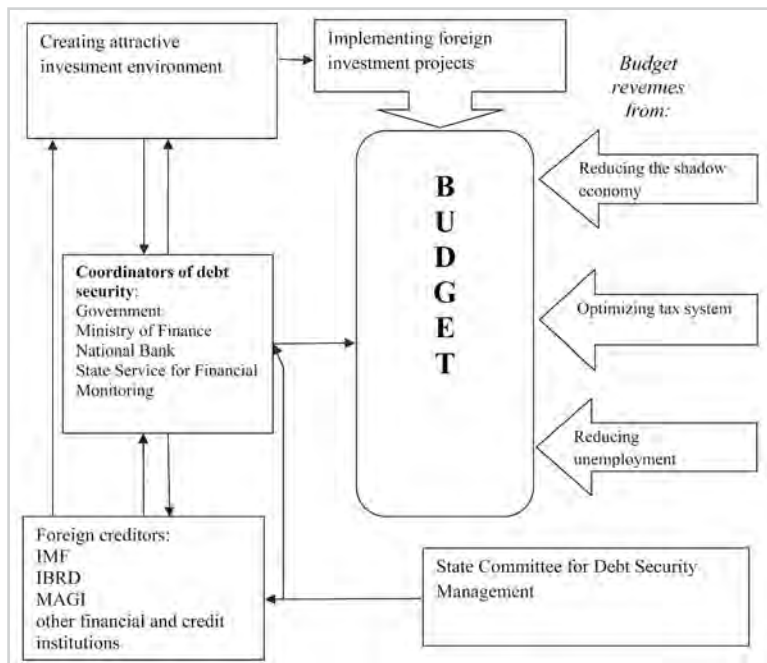 Creating attractive
investment environment
Implementing foreign
investment projects
Budget
revenues
from:
B
U
D
G
E
T
Reducing the shadow
economy
Coordinators of debt
security:
Government
Ministry of Finance
National Bank
State Service for Financial
Monitoring
Optimizing tax system
Reducing
unemployment
Foreign creditors:
IMF
IBRD
MAGI
other financial and credit
institutions
State Committee for Debt Security
Management